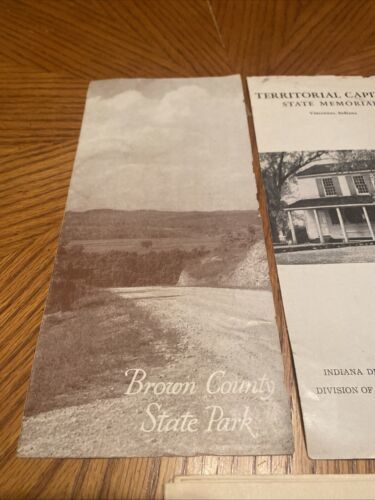 Brown County
State Park
TERRITORIAL CAPI
STATE MEMORIA
Vincennes, Indiana
INDIANA D
DIVISION OF